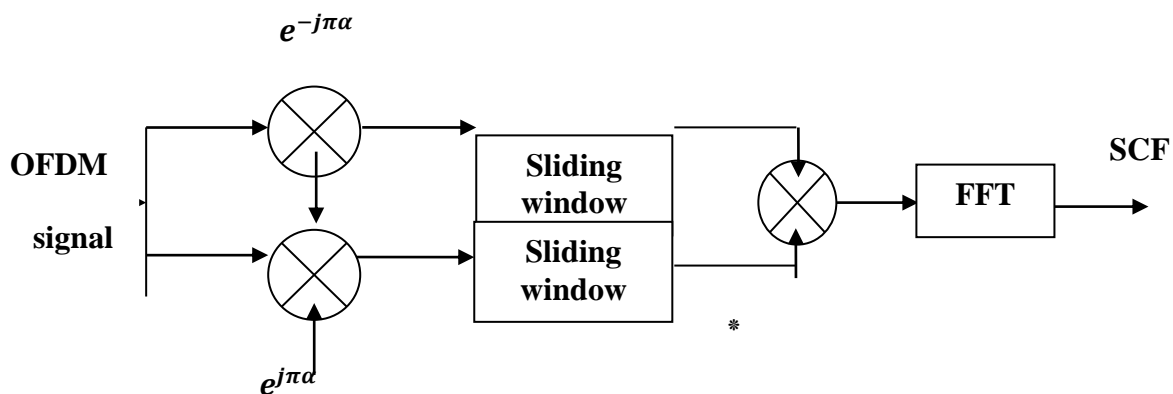 e^{-jπα}
OFDM
signal
Sliding
window
Sliding
window
*
e^{jπα}
FFT
SCF